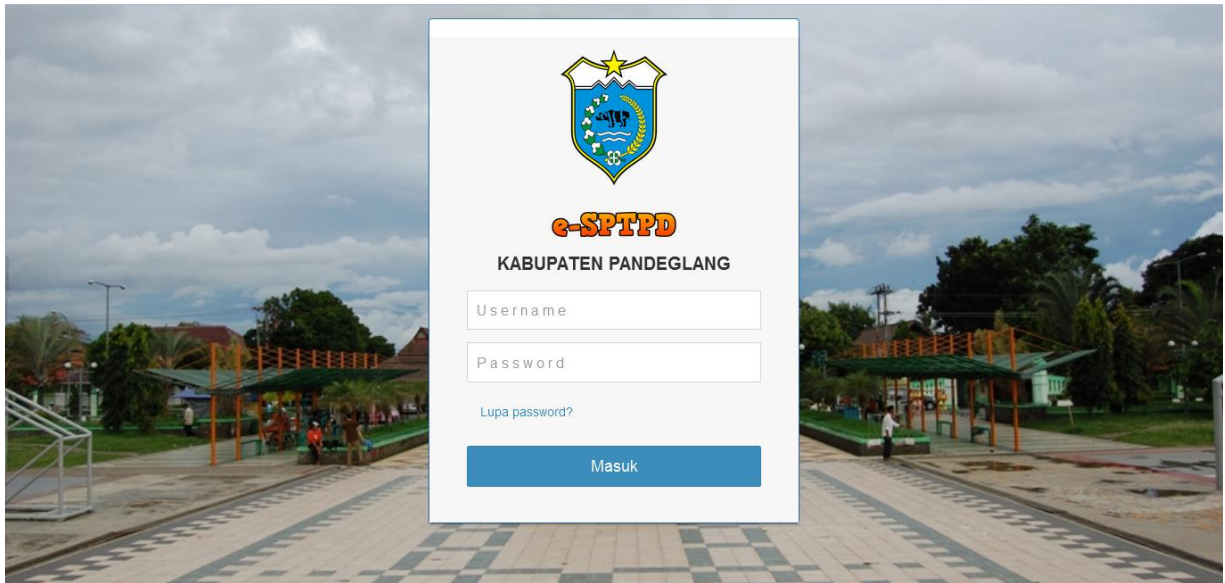 e-SPTPD
KABUPATEN PANDEGLANG
Username
Password
Lupa password?
Masuk